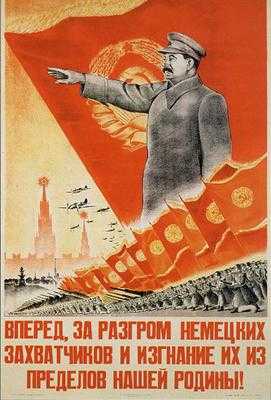 ВПЕРЕД, ЗА РАЗГРОМ НЕМЕЦКИХ
ЗАХВАТЧИКОВ И ИЗГНАНИЕ ИХ ИЗ
ПРЕДЕЛОВ НАШЕЙ РОДИНЫ!